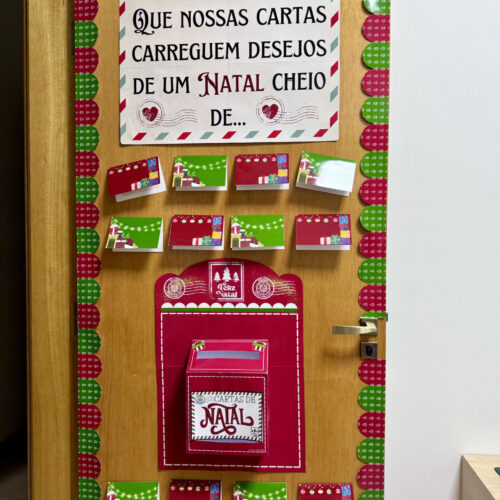 QUE NOSSAS CARTAS
CARREGUEM DESEJOS
DE UM NATAL CHEIO
DE...
Feliz
Natal
CARTAS DE
NATAL